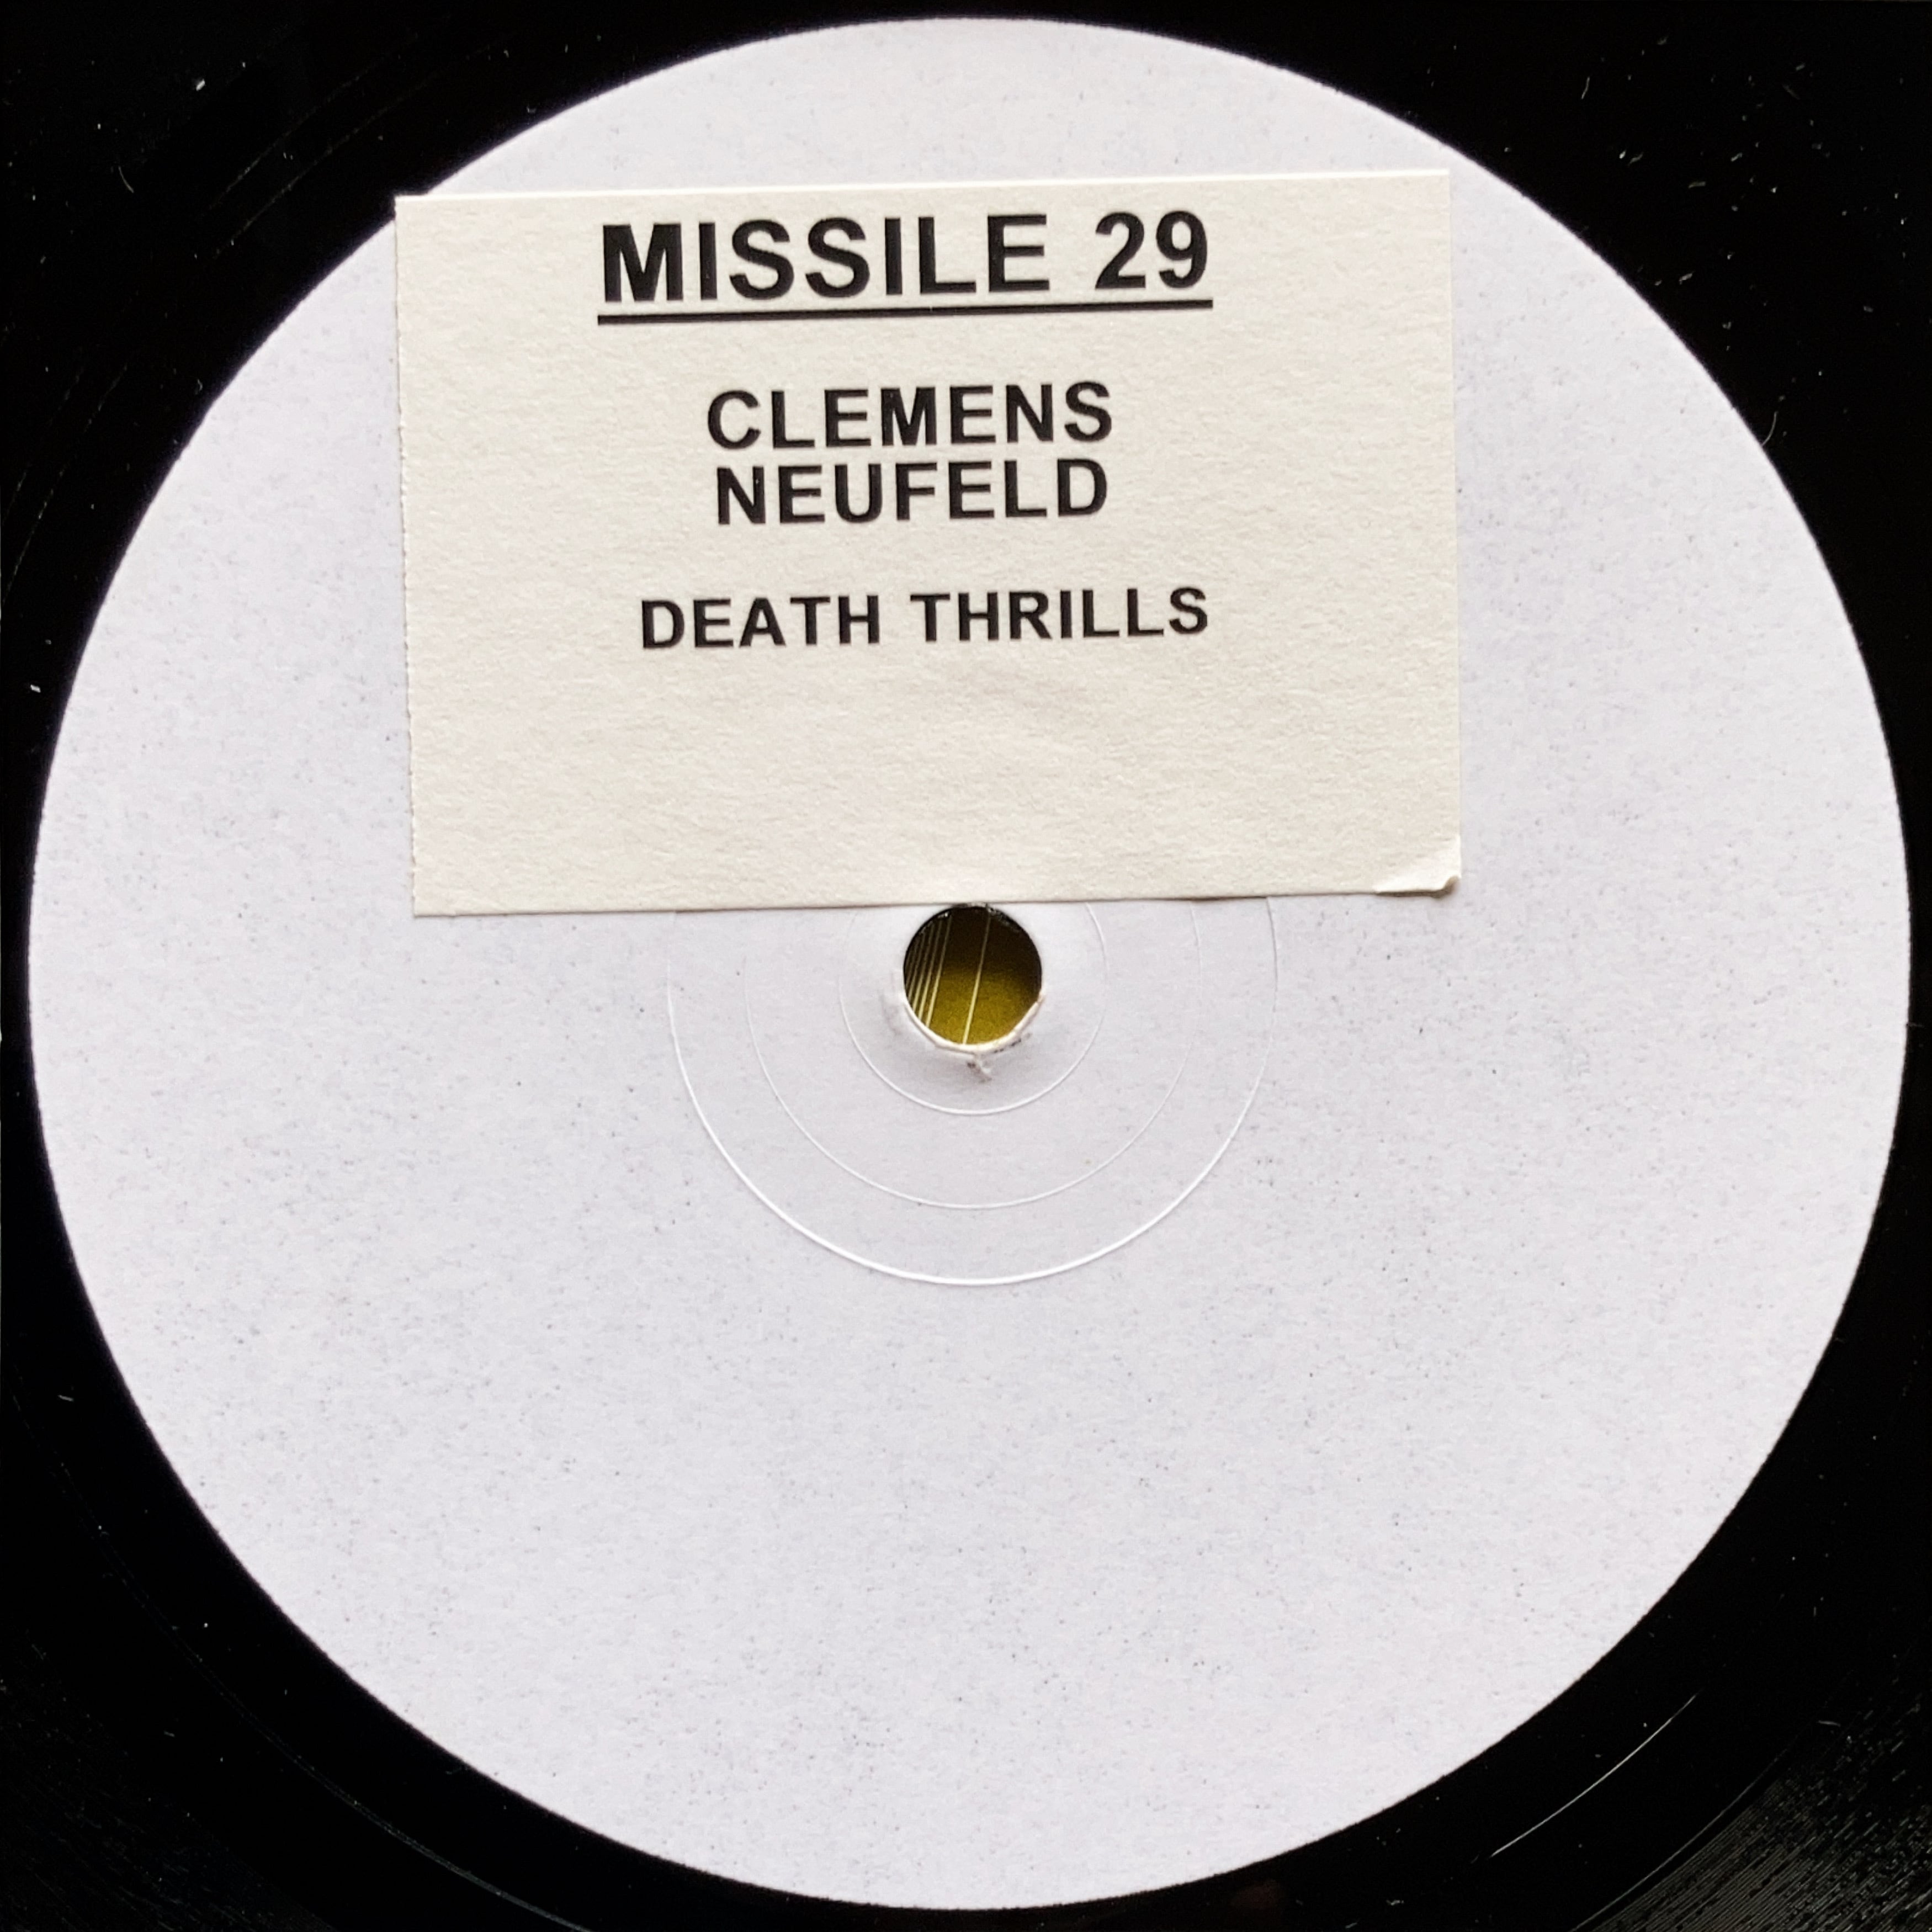 MISSILE 29
CLEMENS
NEUFELD
DEATH THRILLS